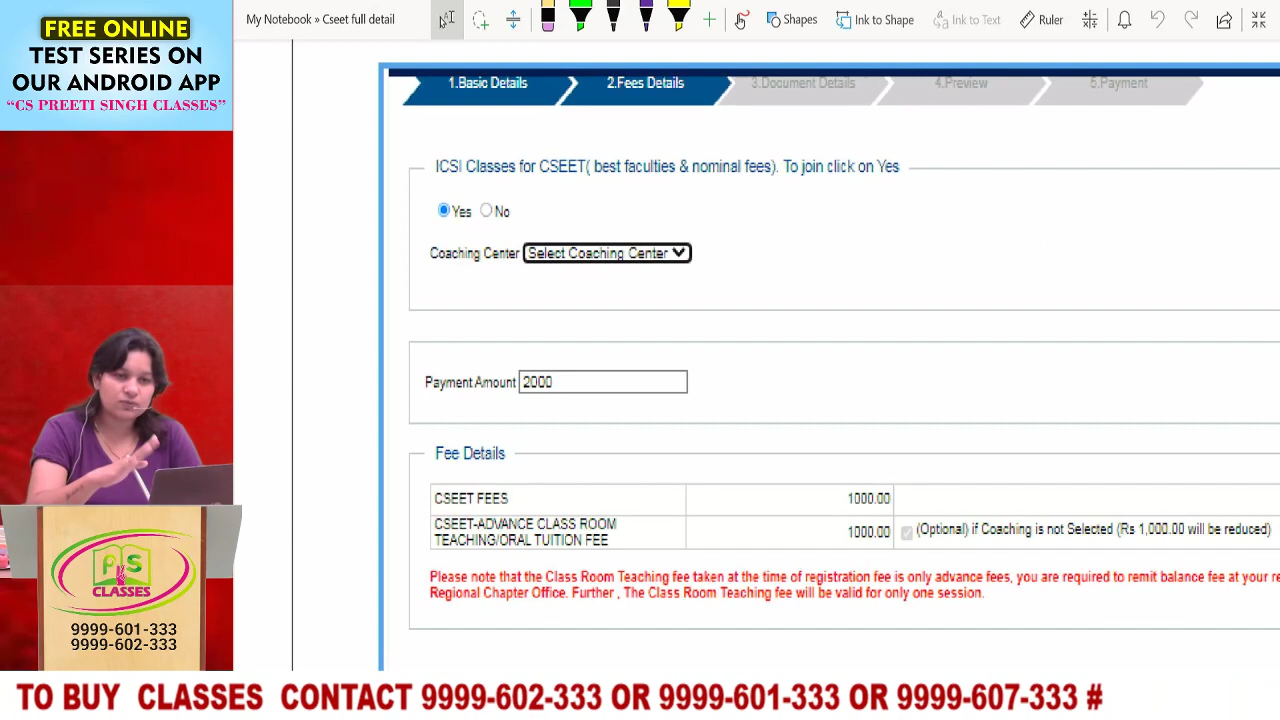 FREE ONLINE
TEST SERIES ON
OUR ANDROID APP
“CS PREETI SINGH CLASSES”
My Notebook » Cseet full detail
Shapes
Ink to Shape
Ink to Text
Ruler
1.Basic Details
2.Fees Details
3.Document Details
4.Preview
5.Payment
ICSI Classes for CSEET( best faculties & nominal fees). To join click on Yes
Yes No
Coaching Center Select Coaching Center
Payment Amount 2000
Fee Details
CSEET FEES 1000.00
CSEET-ADVANCE CLASS ROOM
TEACHING/ORAL TUITION FEE 1000.00 (Optional) if Coaching is not Selected (Rs 1,000.00 will be reduced)
Please note that the Class Room Teaching fee taken at the time of registration fee is only advance fees, you are required to remit balance fee at your re
Regional Chapter Office. Further , The Class Room Teaching fee will be valid for only one session.
PS
CLASSES
9999-601-333
9999-602-333
TO BUY CLASSES CONTACT 9999-602-333 OR 9999-601-333 OR 9999-607-333 #